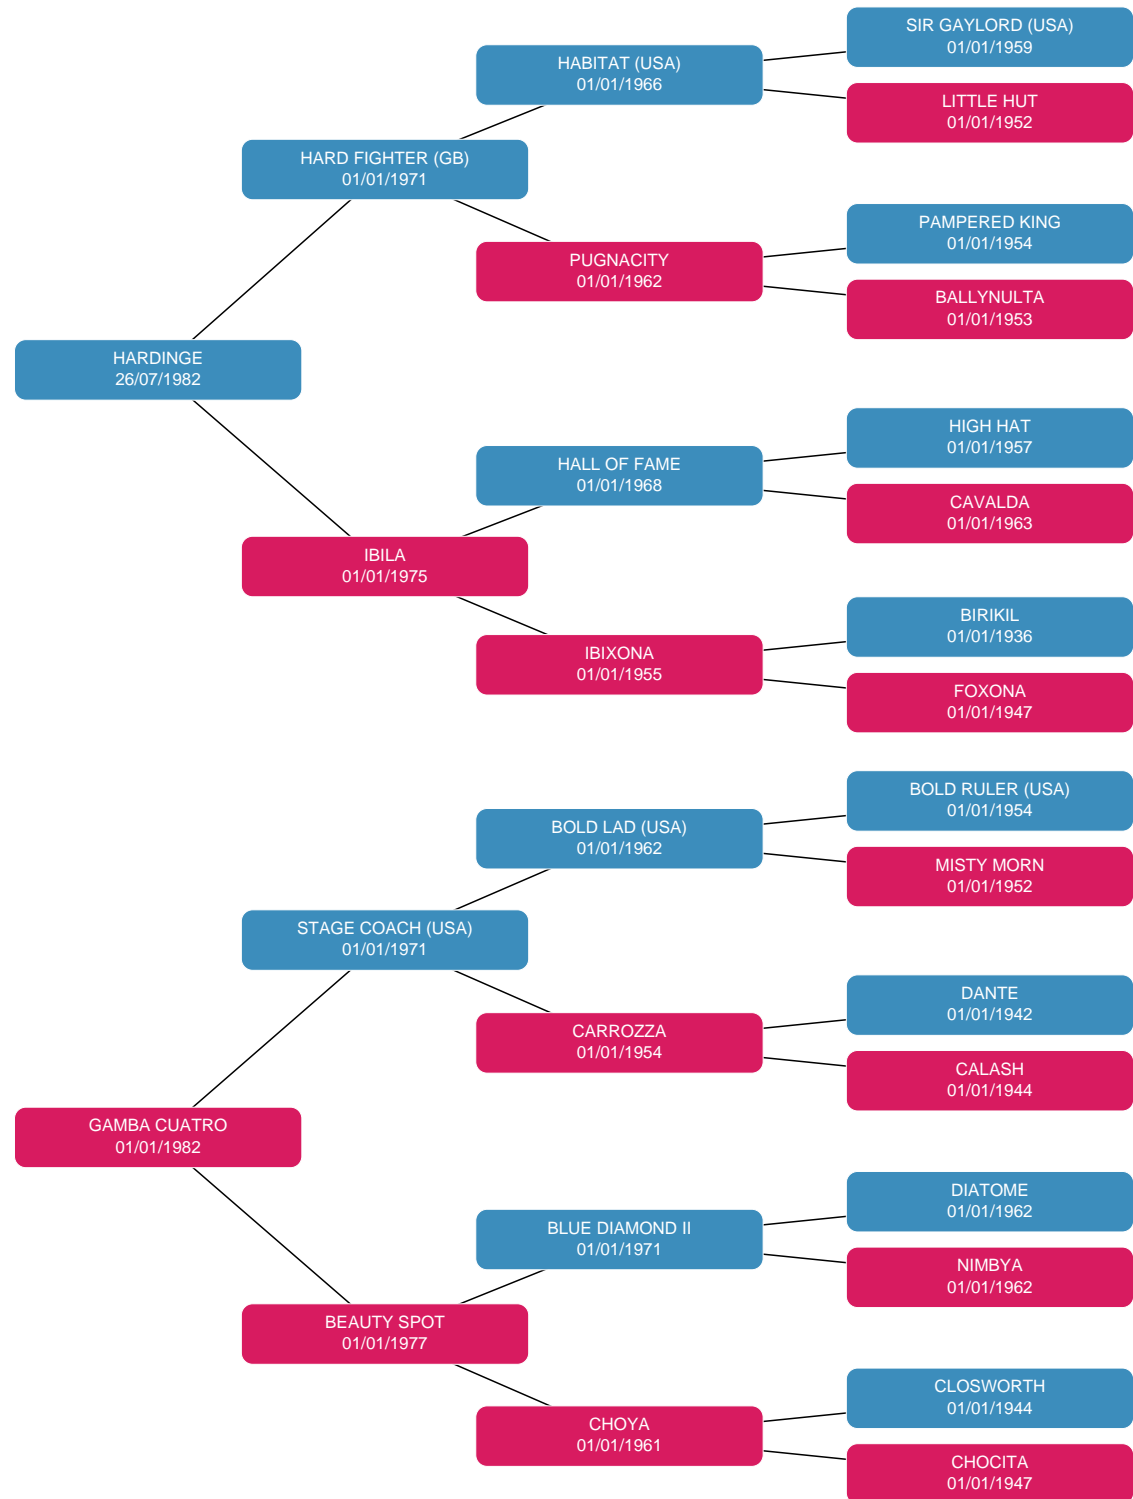 SIR GAYLORD (USA)
01/01/1959
HABITAT (USA)
01/01/1966
LITTLE HUT
01/01/1952
HARD FIGHTER (GB)
01/01/1971
PAMPERED KING
01/01/1954
PUGNACITY
01/01/1962
BALLYNULTA
01/01/1953
HARDINGE
26/07/1982
HIGH HAT
01/01/1957
HALL OF FAME
01/01/1968
CAVALDA
01/01/1963
IBILA
01/01/1975
BIRIKIL
01/01/1936
IBIXONA
01/01/1955
FOXONA
01/01/1947
BOLD RULER (USA)
01/01/1954
BOLD LAD (USA)
01/01/1962
MISTY MORN
01/01/1952
STAGE COACH (USA)
01/01/1971
DANTE
01/01/1942
CARROZZA
01/01/1954
CALASH
01/01/1944
GAMBA CUATRO
01/01/1982
DIATOME
01/01/1962
BLUE DIAMOND II
01/01/1971
NIMBYA
01/01/1962
BEAUTY SPOT
01/01/1977
CLOSWORTH
01/01/1944
CHOYA
01/01/1961
CHOCITA
01/01/1947